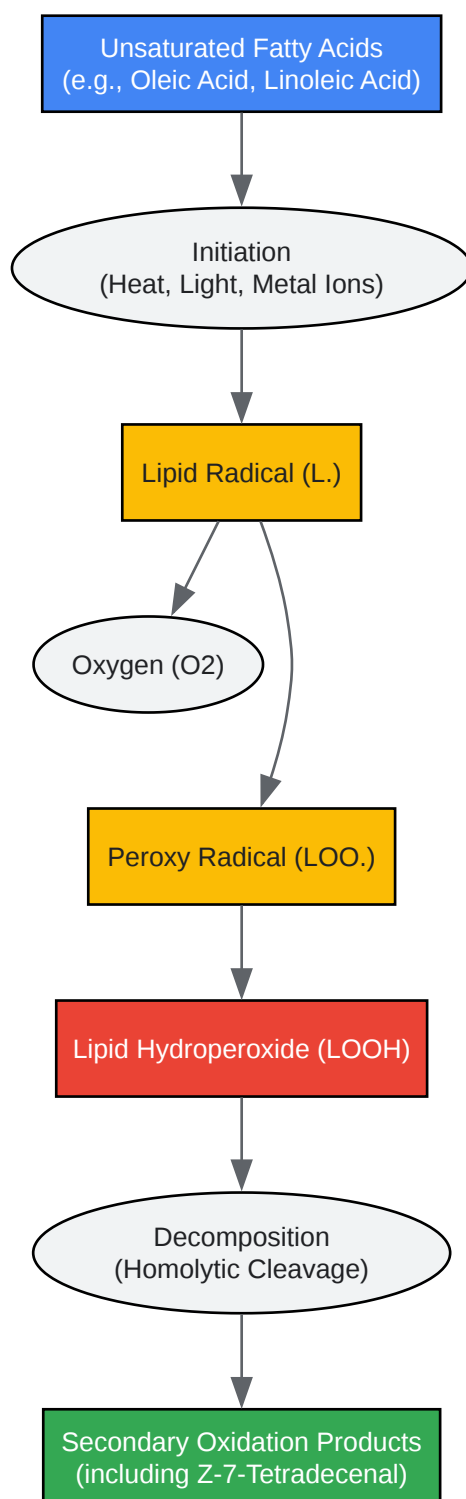 Unsaturated Fatty Acids
(e.g., Oleic Acid, Linoleic Acid)
Initiation
(Heat, Light, Metal Ions)
Lipid Radical (L.)
Oxygen (O2)
Peroxy Radical (LOO.)
Lipid Hydroperoxide (LOOH)
Decomposition
(Homolytic Cleavage)
Secondary Oxidation Products
(including Z-7-Tetradecenal)